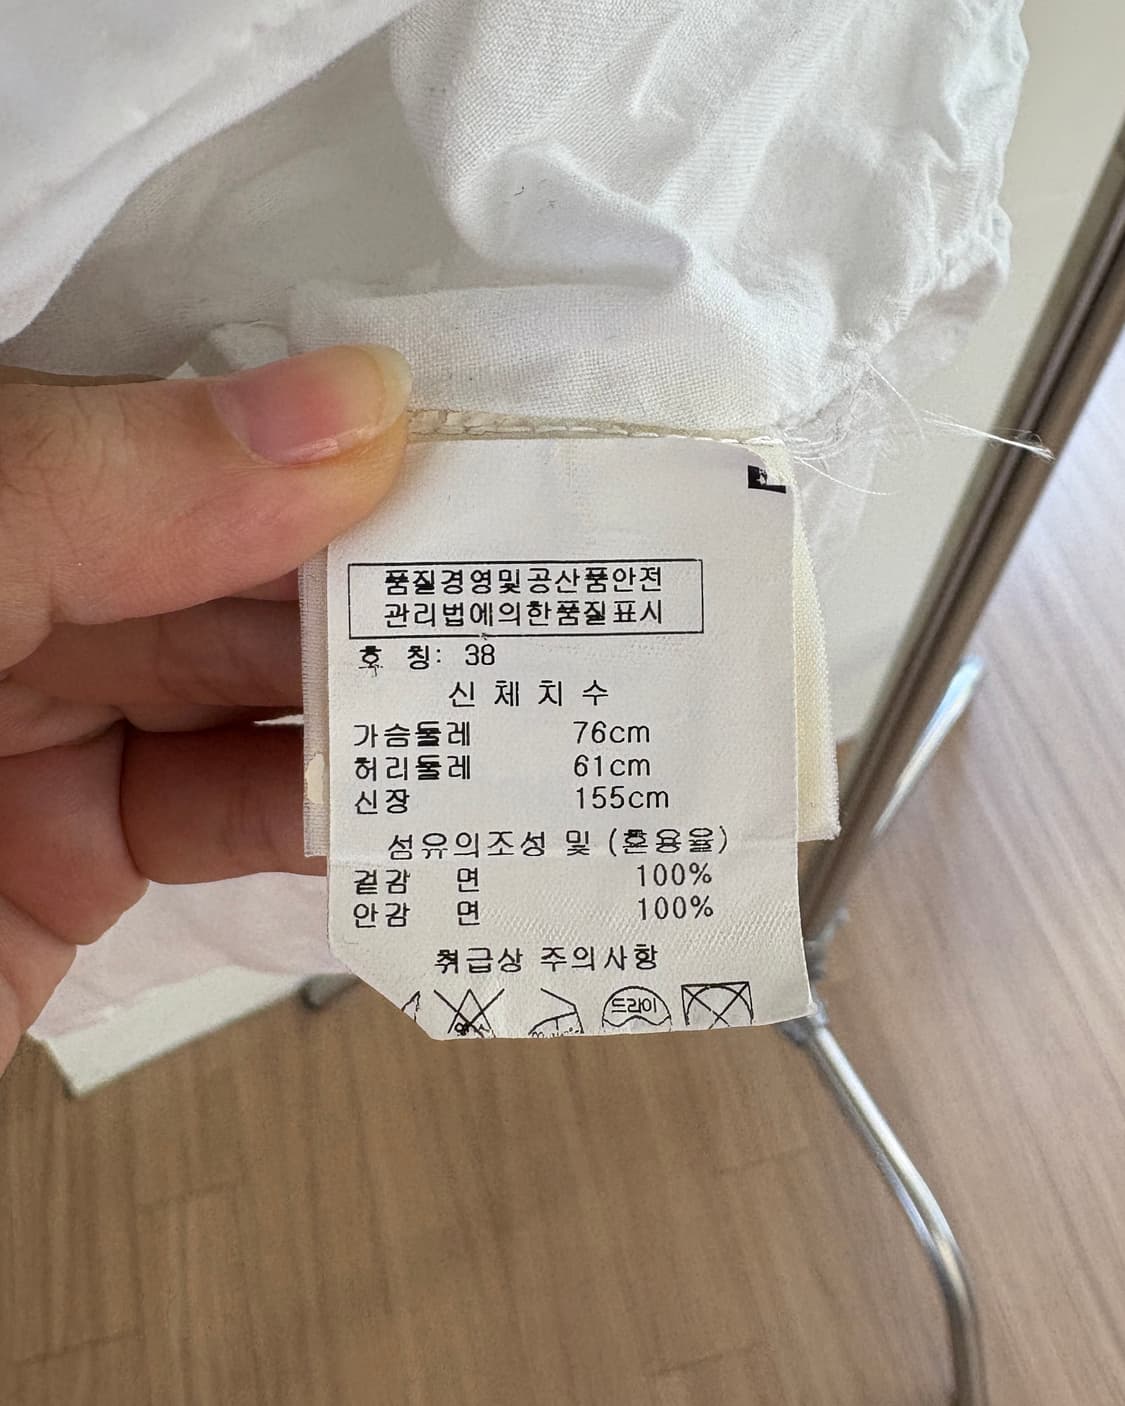 품질경영및공산품안전
관리법에의한품질표시
호 칭: 38
신 체 치 수
가슴둘레 76cm
허리둘레 61cm
신장 155cm
섬유의조성 및 (혼용율)
겉감 면 100%
안감 면 100%
취급상 주의사항
드라이